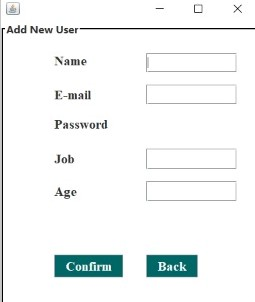 Add New User
Name
E-mail
Password
Job
Age
Confirm Back